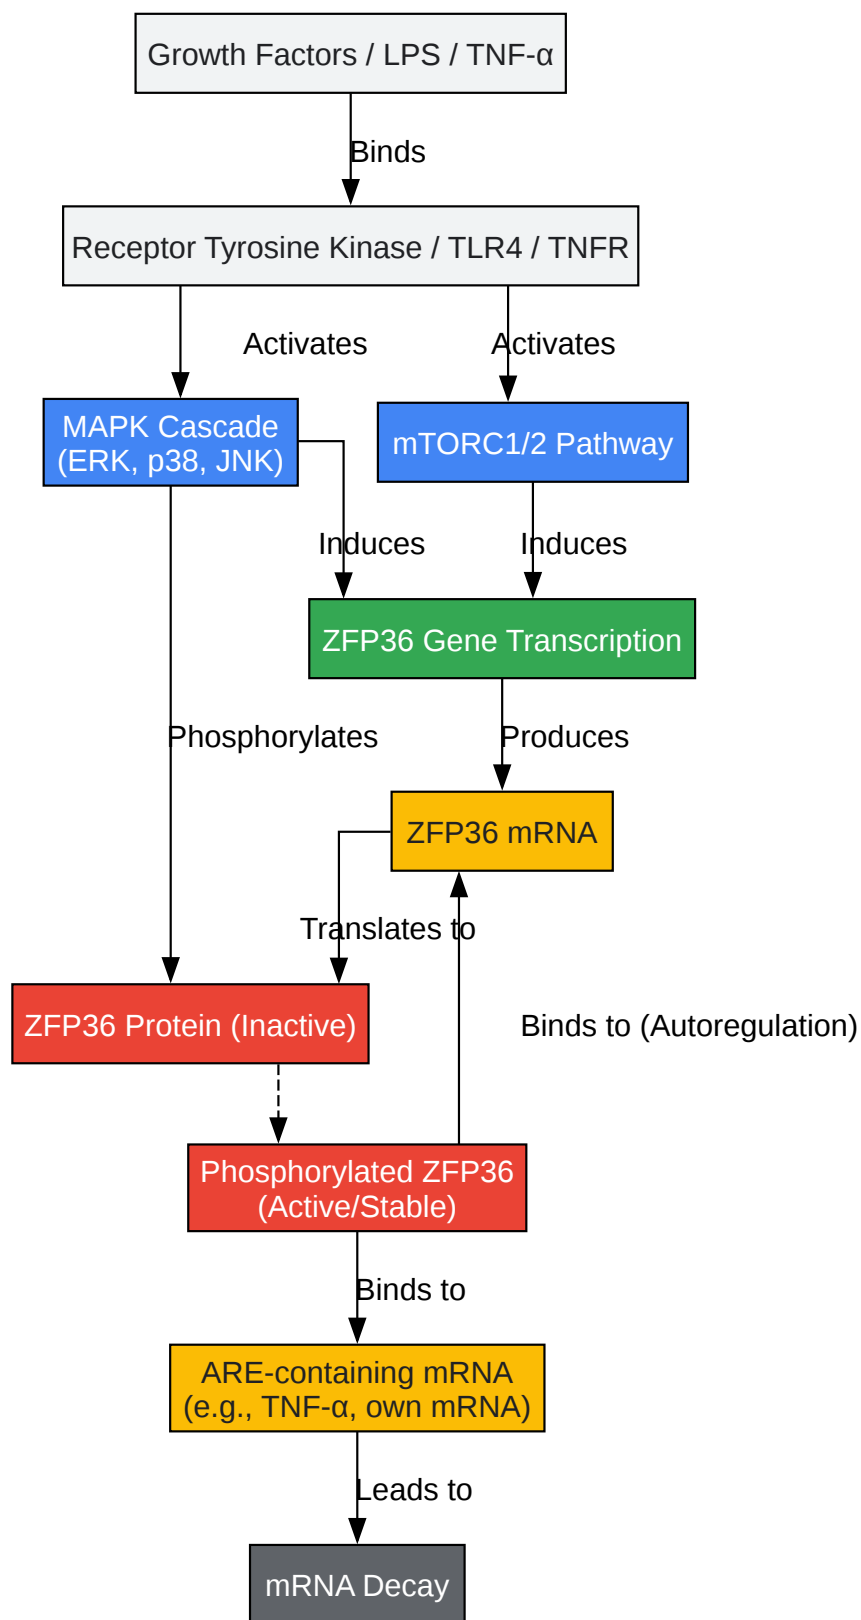 Growth Factors / LPS / TNF-α
Binds
Receptor Tyrosine Kinase / TLR4 / TNFR
Activates
Activates
MAPK Cascade
(ERK, p38, JNK)
mTORC1/2 Pathway
Induces
Induces
ZFP36 Gene Transcription
Phosphorylates
Produces
ZFP36 mRNA
Translates to
ZFP36 Protein (Inactive)
Binds to (Autoregulation)
Phosphorylated ZFP36
(Active/Stable)
Binds to
ARE-containing mRNA
(e.g., TNF-α, own mRNA)
Leads to
mRNA Decay